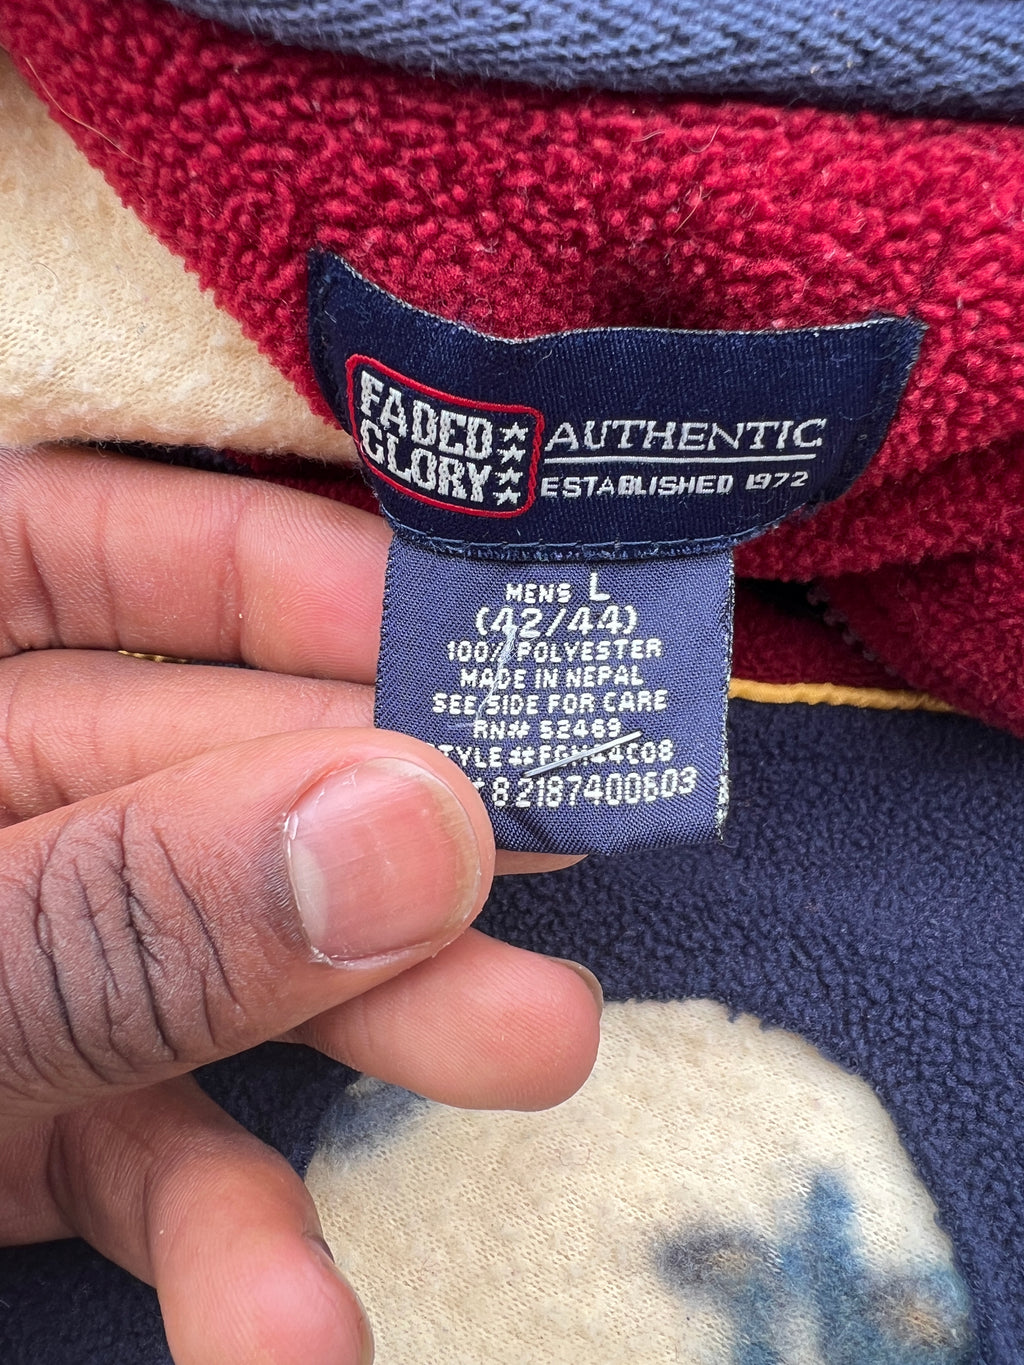 FADED
GLORY
AUTHENTIC
ESTABLISHED 1972
MENS L
(42/44)
100% POLYESTER
MADE IN NEPAL
SEE SIDE FOR CARE
RN# 52469
82187400603